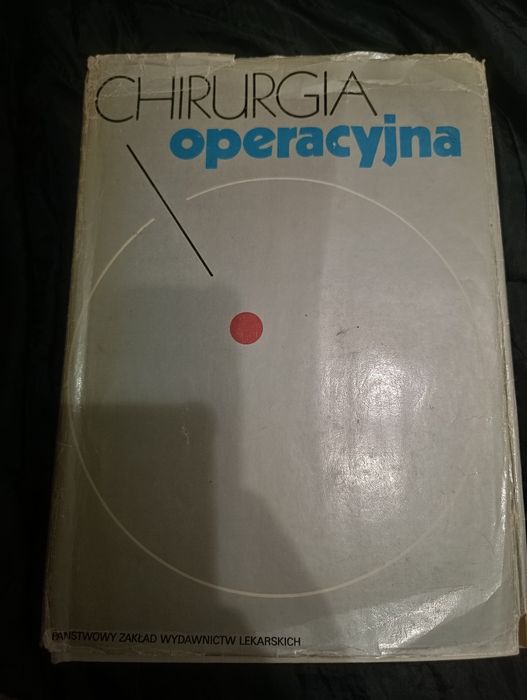 CHIRURGIA
operacyjna
PAŃSTWOWY ZAKŁAD WYDAWNICTW LEKARSKICH